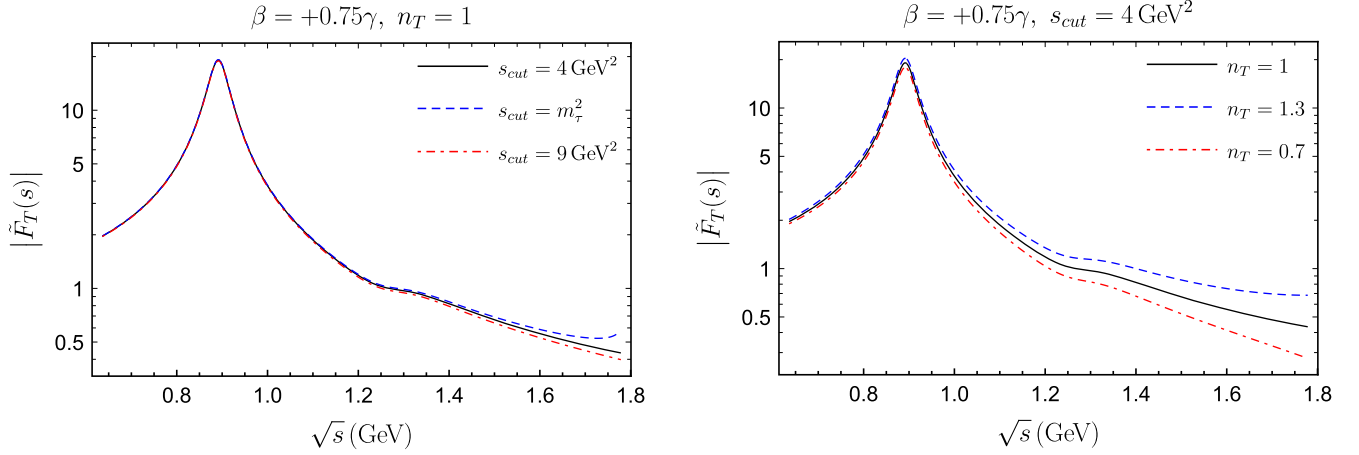 β = +0.75γ, n_T = 1
s_cut = 4 GeV²
s_cut = m_τ²
s_cut = 9 GeV²
10
5
1
0.5
|F̃_T(s)|
0.8 1.0 1.2 1.4 1.6 1.8
√s (GeV)
β = +0.75γ, s_cut = 4 GeV²
n_T = 1
n_T = 1.3
n_T = 0.7
10
5
1
0.5
|F̃_T(s)|
0.8 1.0 1.2 1.4 1.6 1.8
√s (GeV)